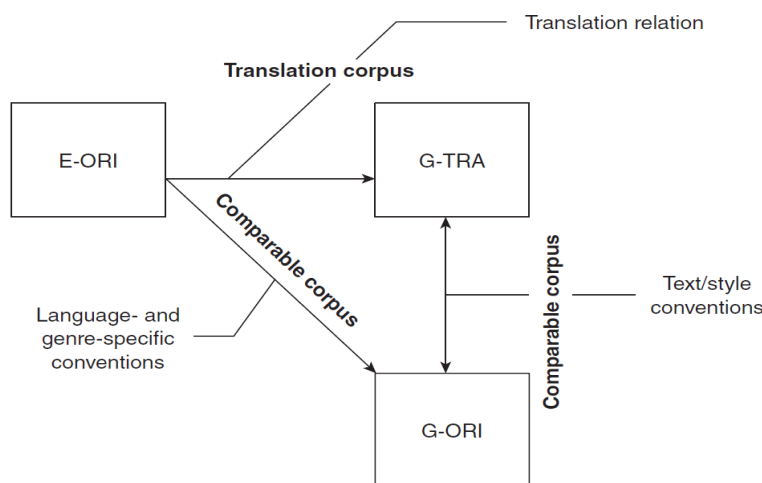 Translation relation
Translation corpus
E-ORI
G-TRA
Comparable corpus
Comparable corpus
Language- and
genre-specific
conventions
Text/style
conventions
G-ORI